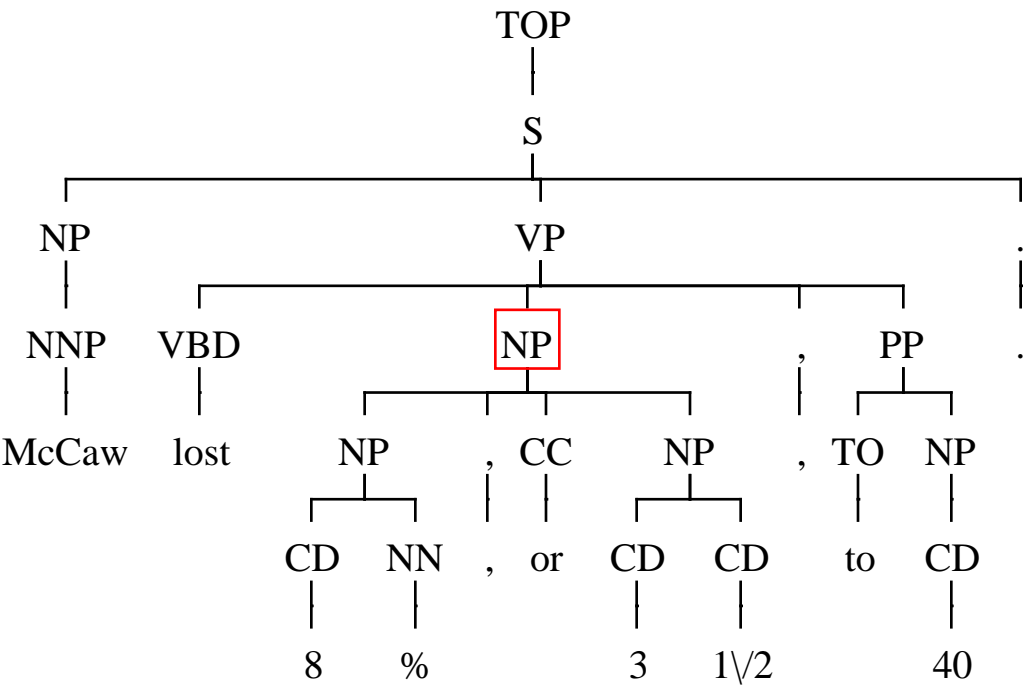 TOP
S
NP VP .
NNP VBD NP , PP .
McCaw lost NP , CC NP , TO NP
CD NN , or CD CD to CD
8 % 3 1\/2 40